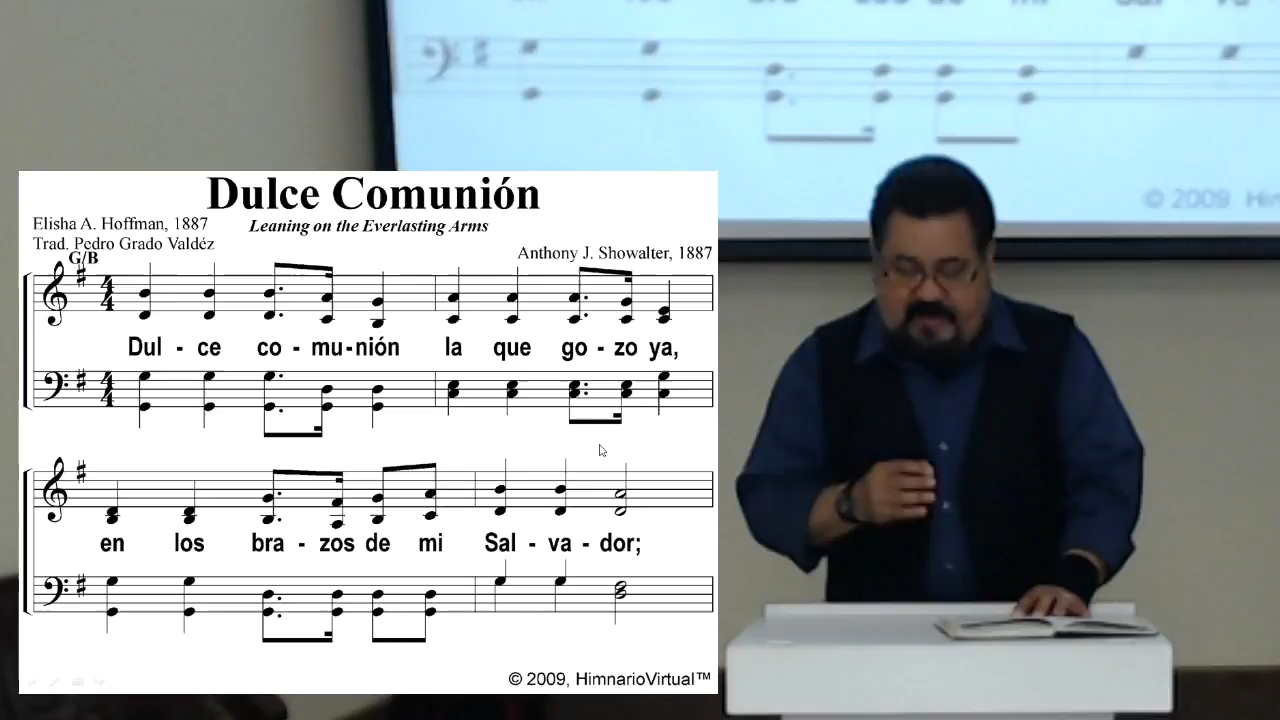 Dulce Comunión
Elisha A. Hoffman, 1887
Leaning on the Everlasting Arms
Trad. Pedro Grado Valdéz
Anthony J. Showalter, 1887
G/B
Dul - ce co - mu - nión la que go - zo ya,
en los bra - zos de mi Sal - va - dor;
© 2009, HimnarioVirtual™
© 2009, Him